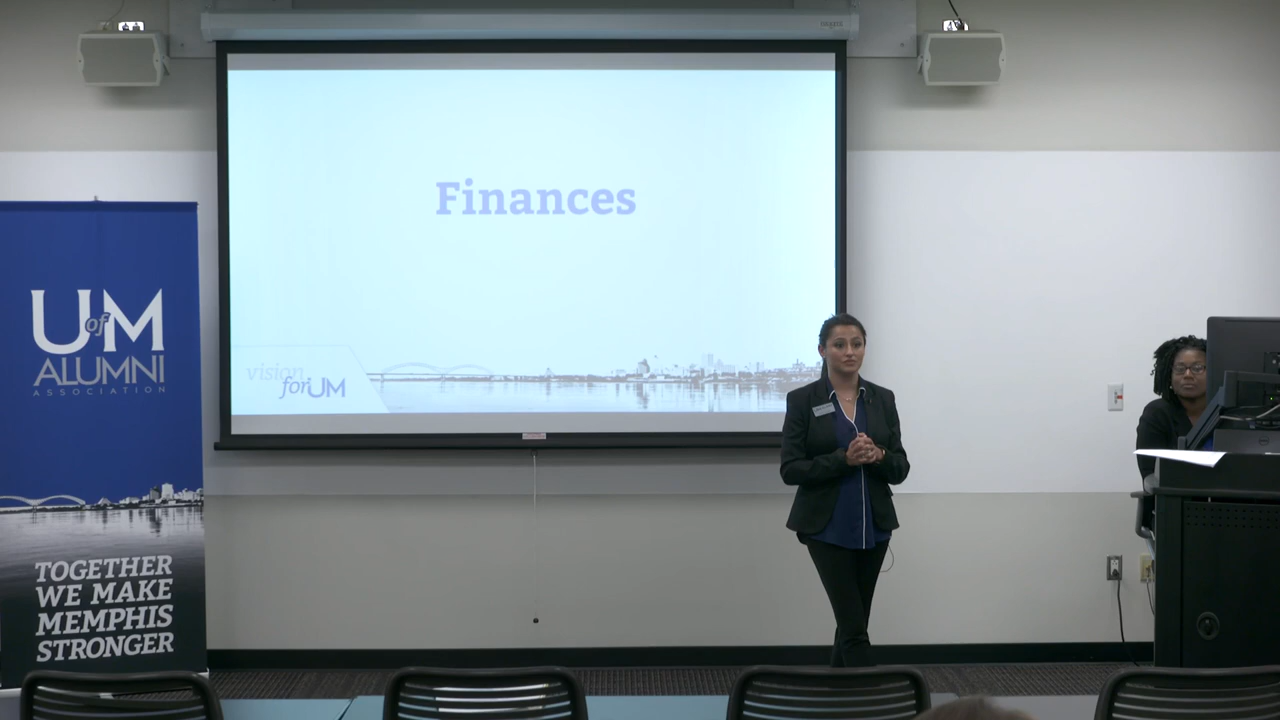 Finances
vision
for UM
U of M
ALUMNI
ASSOCIATION
TOGETHER
WE MAKE
MEMPHIS
STRONGER